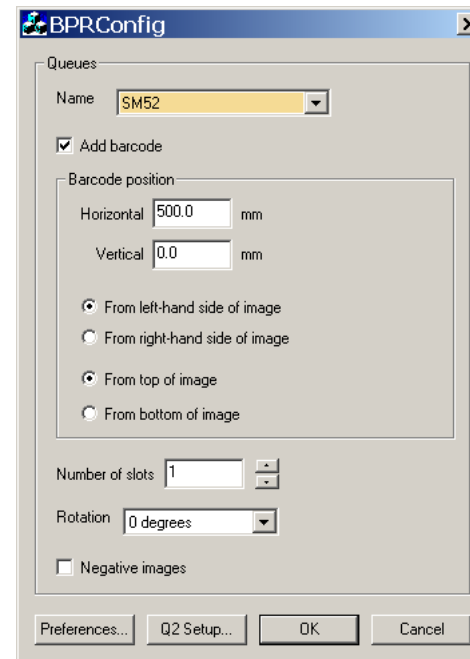 BPRConfig
Queues
Name SM52
Add barcode
Barcode position
Horizontal 500.0 mm
Vertical 0.0 mm
From left-hand side of image
From right-hand side of image
From top of image
From bottom of image
Number of slots 1
Rotation 0 degrees
Negative images
Preferences... Q2 Setup... OK Cancel